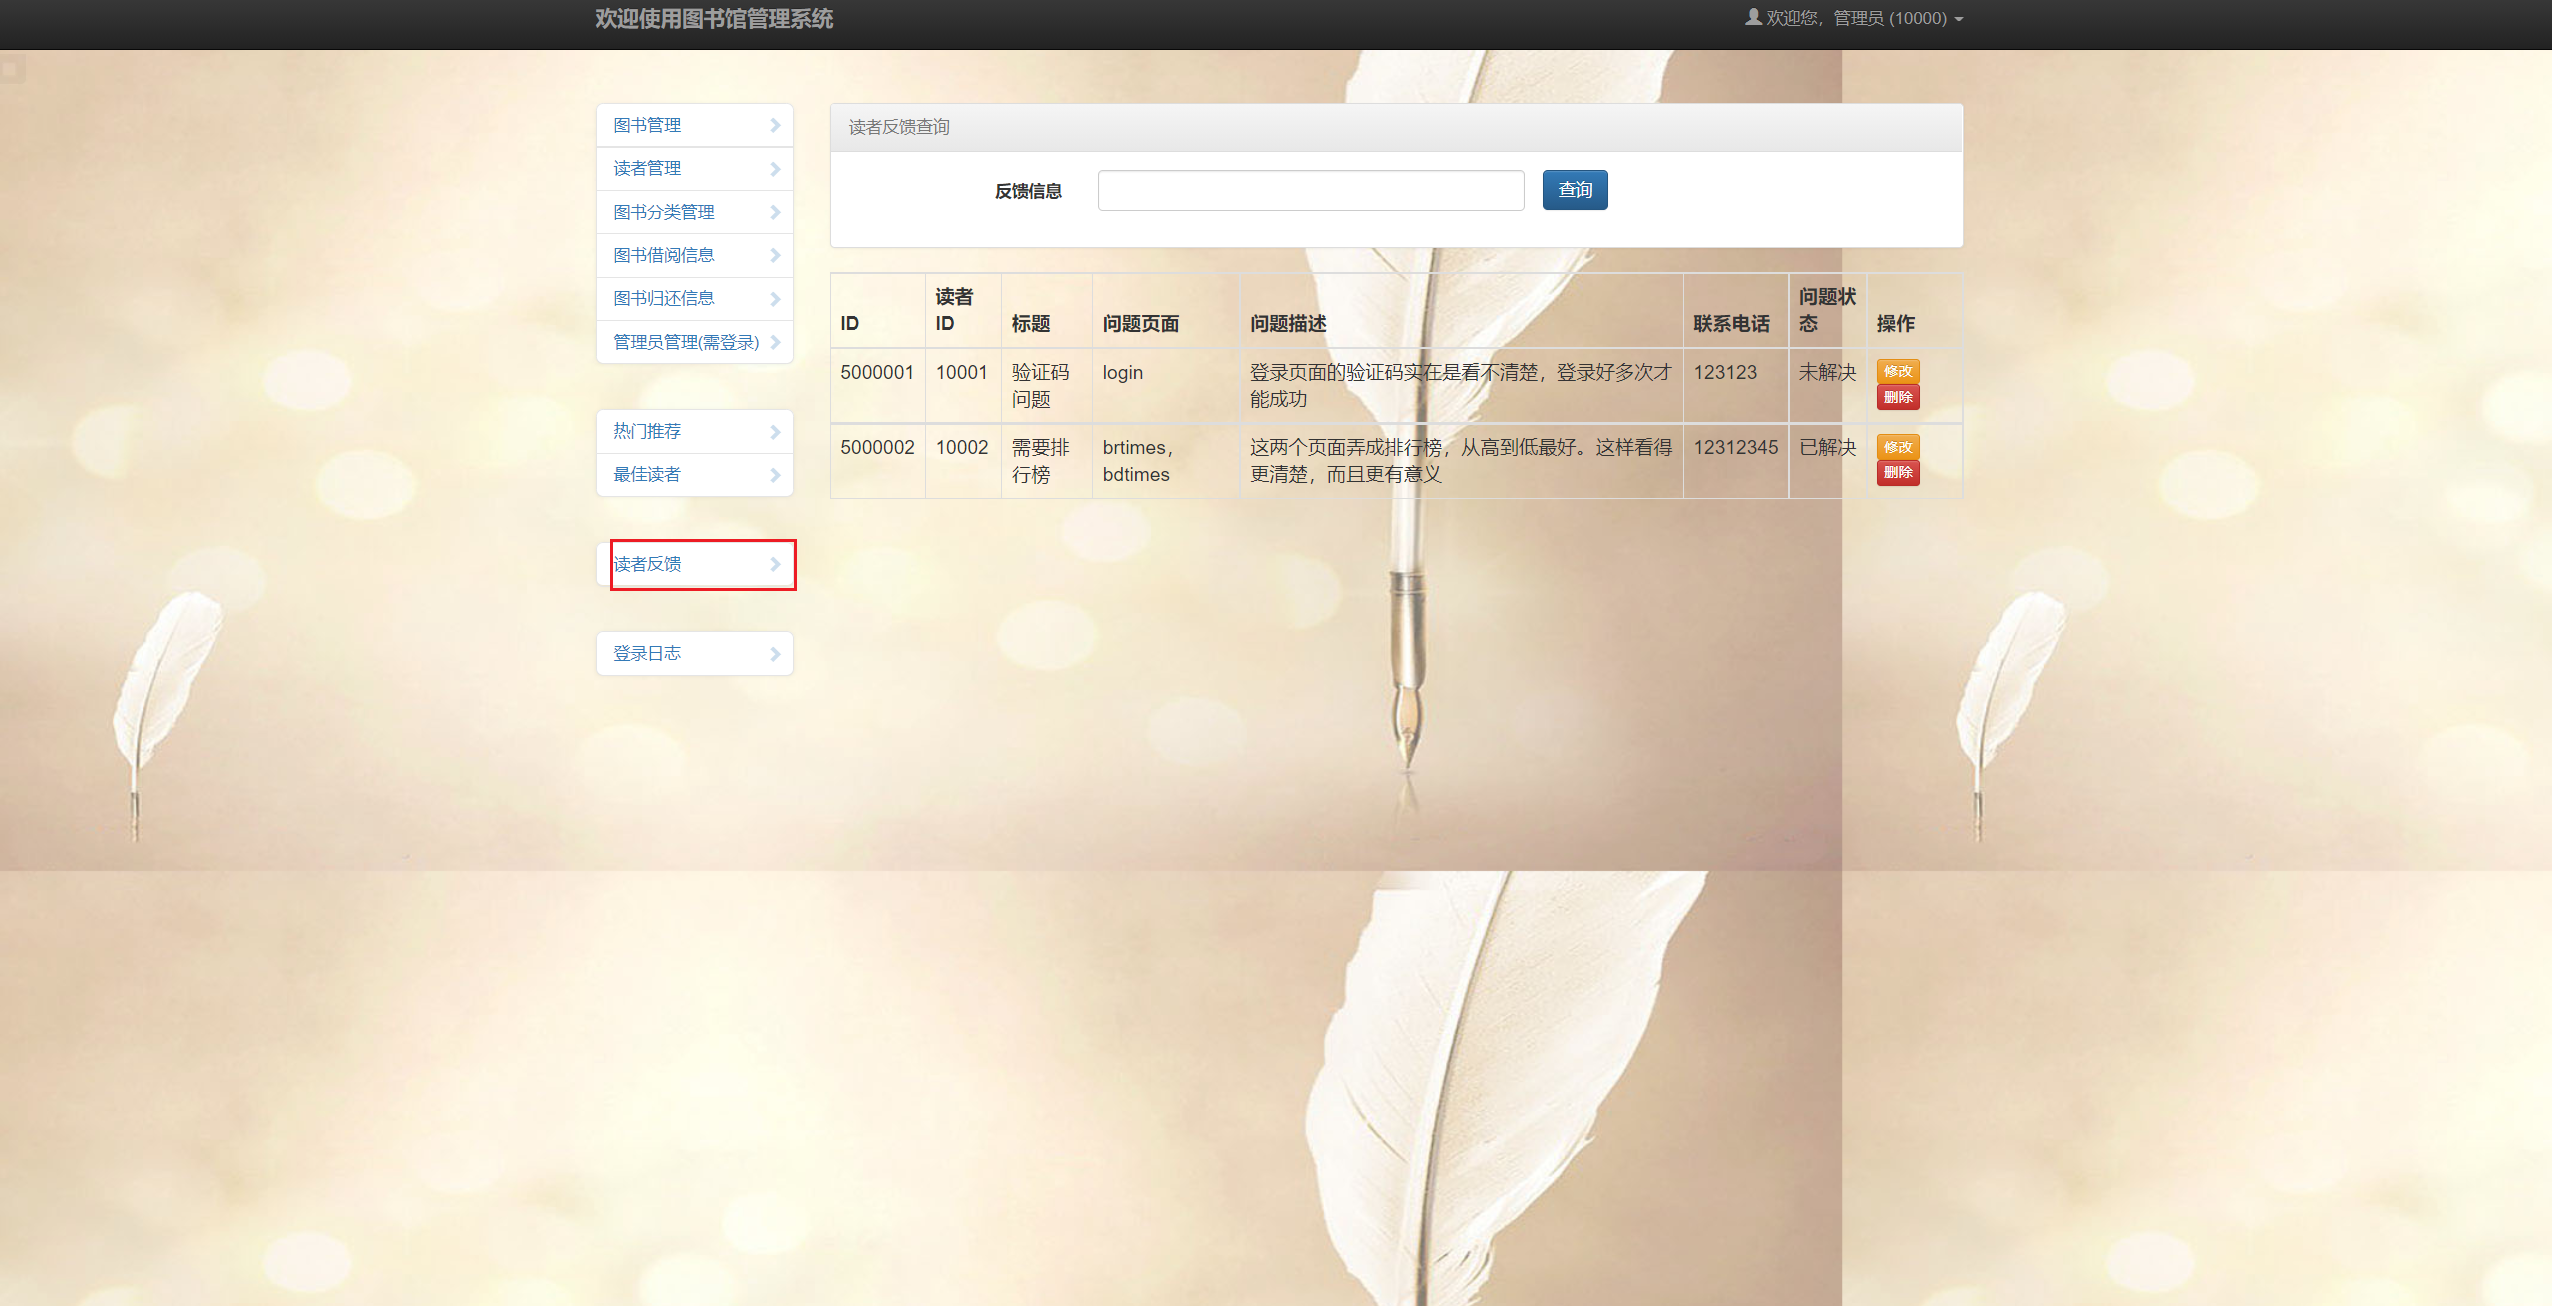 欢迎使用图书馆管理系统
欢迎您，管理员 (10000)
图书管理
读者管理
图书分类管理
图书借阅信息
图书归还信息
管理员管理(需登录)
热门推荐
最佳读者
读者反馈
登录日志
读者反馈查询
反馈信息
查询
ID
读者
ID
标题
问题页面
问题描述
联系电话
问题状
态
操作
5000001
10001
验证码
问题
login
登录页面的验证码实在是看不清楚，登录好多次才
能成功
123123
未解决
修改
删除
5000002
10002
需要排
行榜
brtimes，
bdtimes
这两个页面弄成排行榜，从高到低最好。这样看得
更清楚，而且更有意义
12312345
已解决
修改
删除